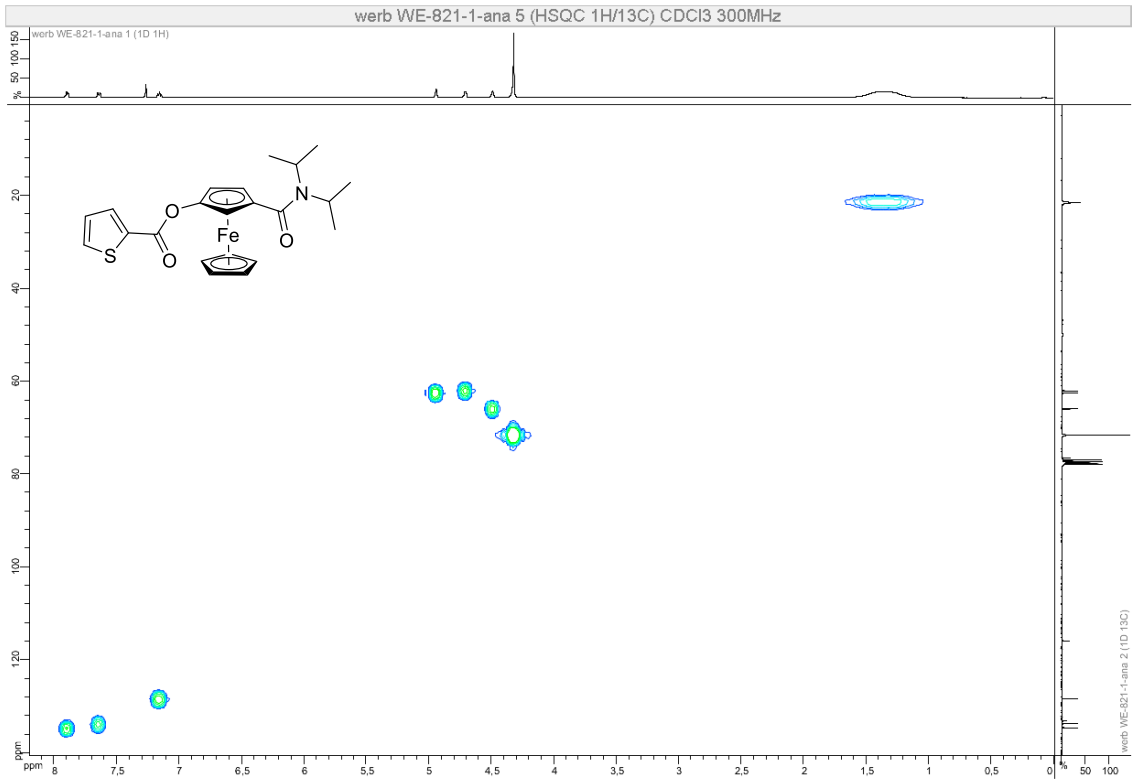 werb WE-821-1-ana 5 (HSQC 1H/13C) CDCl3 300MHz
werb WE-821-1-ana 1 (1D 1H)
150
100
50
%
20
40
60
80
100
120
ppm
N
O
O
O
S
Fe
ppm
8
7,5
7
6,5
6
5,5
5
4,5
4
3,5
3
2,5
2
1,5
1
0,5
0
%
50
100
werb WE-821-1-ana 2 (1D 13C)